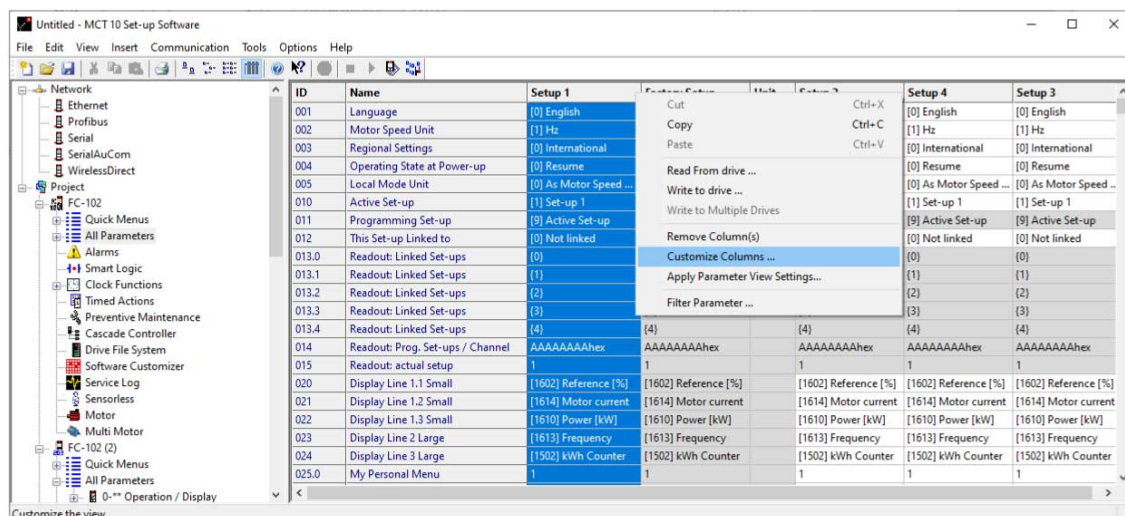 Untitled - MCT 10 Set-up Software
File Edit View Insert Communication Tools Options Help
Network
Ethernet
Profibus
Serial
SerialAuCom
WirelessDirect
Project
FC-102
Quick Menus
All Parameters
Alarms
Smart Logic
Clock Functions
Timed Actions
Preventive Maintenance
Cascade Controller
Drive File System
Software Customizer
Service Log
Sensorless
Motor
Multi Motor
FC-102 (2)
Quick Menus
All Parameters
0-** Operation / Display
ID Name Setup 1 Factory Setup Unit Setup 2 Setup 4 Setup 3
001 Language [0] English [0] English [0] English
002 Motor Speed Unit [1] Hz [1] Hz [1] Hz
003 Regional Settings [0] International [0] International [0] International
004 Operating State at Power-up [0] Resume [0] Resume [0] Resume
005 Local Mode Unit [0] As Motor Speed ... [0] As Motor Speed ... [0] As Motor Speed ..
010 Active Set-up [1] Set-up 1 [1] Set-up 1 [1] Set-up 1
011 Programming Set-up [9] Active Set-up [9] Active Set-up [9] Active Set-up
012 This Set-up Linked to [0] Not linked [0] Not linked [0] Not linked
013.0 Readout: Linked Set-ups {0} {0} {0}
013.1 Readout: Linked Set-ups {1} {1} {1}
013.2 Readout: Linked Set-ups {2} {2} {2}
013.3 Readout: Linked Set-ups {3} {3} {3}
013.4 Readout: Linked Set-ups {4} {4} {4} {4} {4}
014 Readout: Prog. Set-ups / Channel AAAAAAAAhex AAAAAAAAhex AAAAAAAAhex AAAAAAAAhex AAAAAAAAhex
015 Readout: actual setup 1 1 1 1 1
020 Display Line 1.1 Small [1602] Reference [%] [1602] Reference [%] [1602] Reference [%] [1602] Reference [%] [1602] Reference [%]
021 Display Line 1.2 Small [1614] Motor current [1614] Motor current [1614] Motor current [1614] Motor current [1614] Motor current
022 Display Line 1.3 Small [1610] Power [kW] [1610] Power [kW] [1610] Power [kW] [1610] Power [kW] [1610] Power [kW]
023 Display Line 2 Large [1613] Frequency [1613] Frequency [1613] Frequency [1613] Frequency [1613] Frequency
024 Display Line 3 Large [1502] kWh Counter [1502] kWh Counter [1502] kWh Counter [1502] kWh Counter [1502] kWh Counter
025.0 My Personal Menu 1 1 1 1 1
Cut Ctrl+X
Copy Ctrl+C
Paste Ctrl+V
Read From drive ...
Write to drive ...
Write to Multiple Drives
Remove Column(s)
Customize Columns ...
Apply Parameter View Settings...
Filter Parameter ...
Customize the view